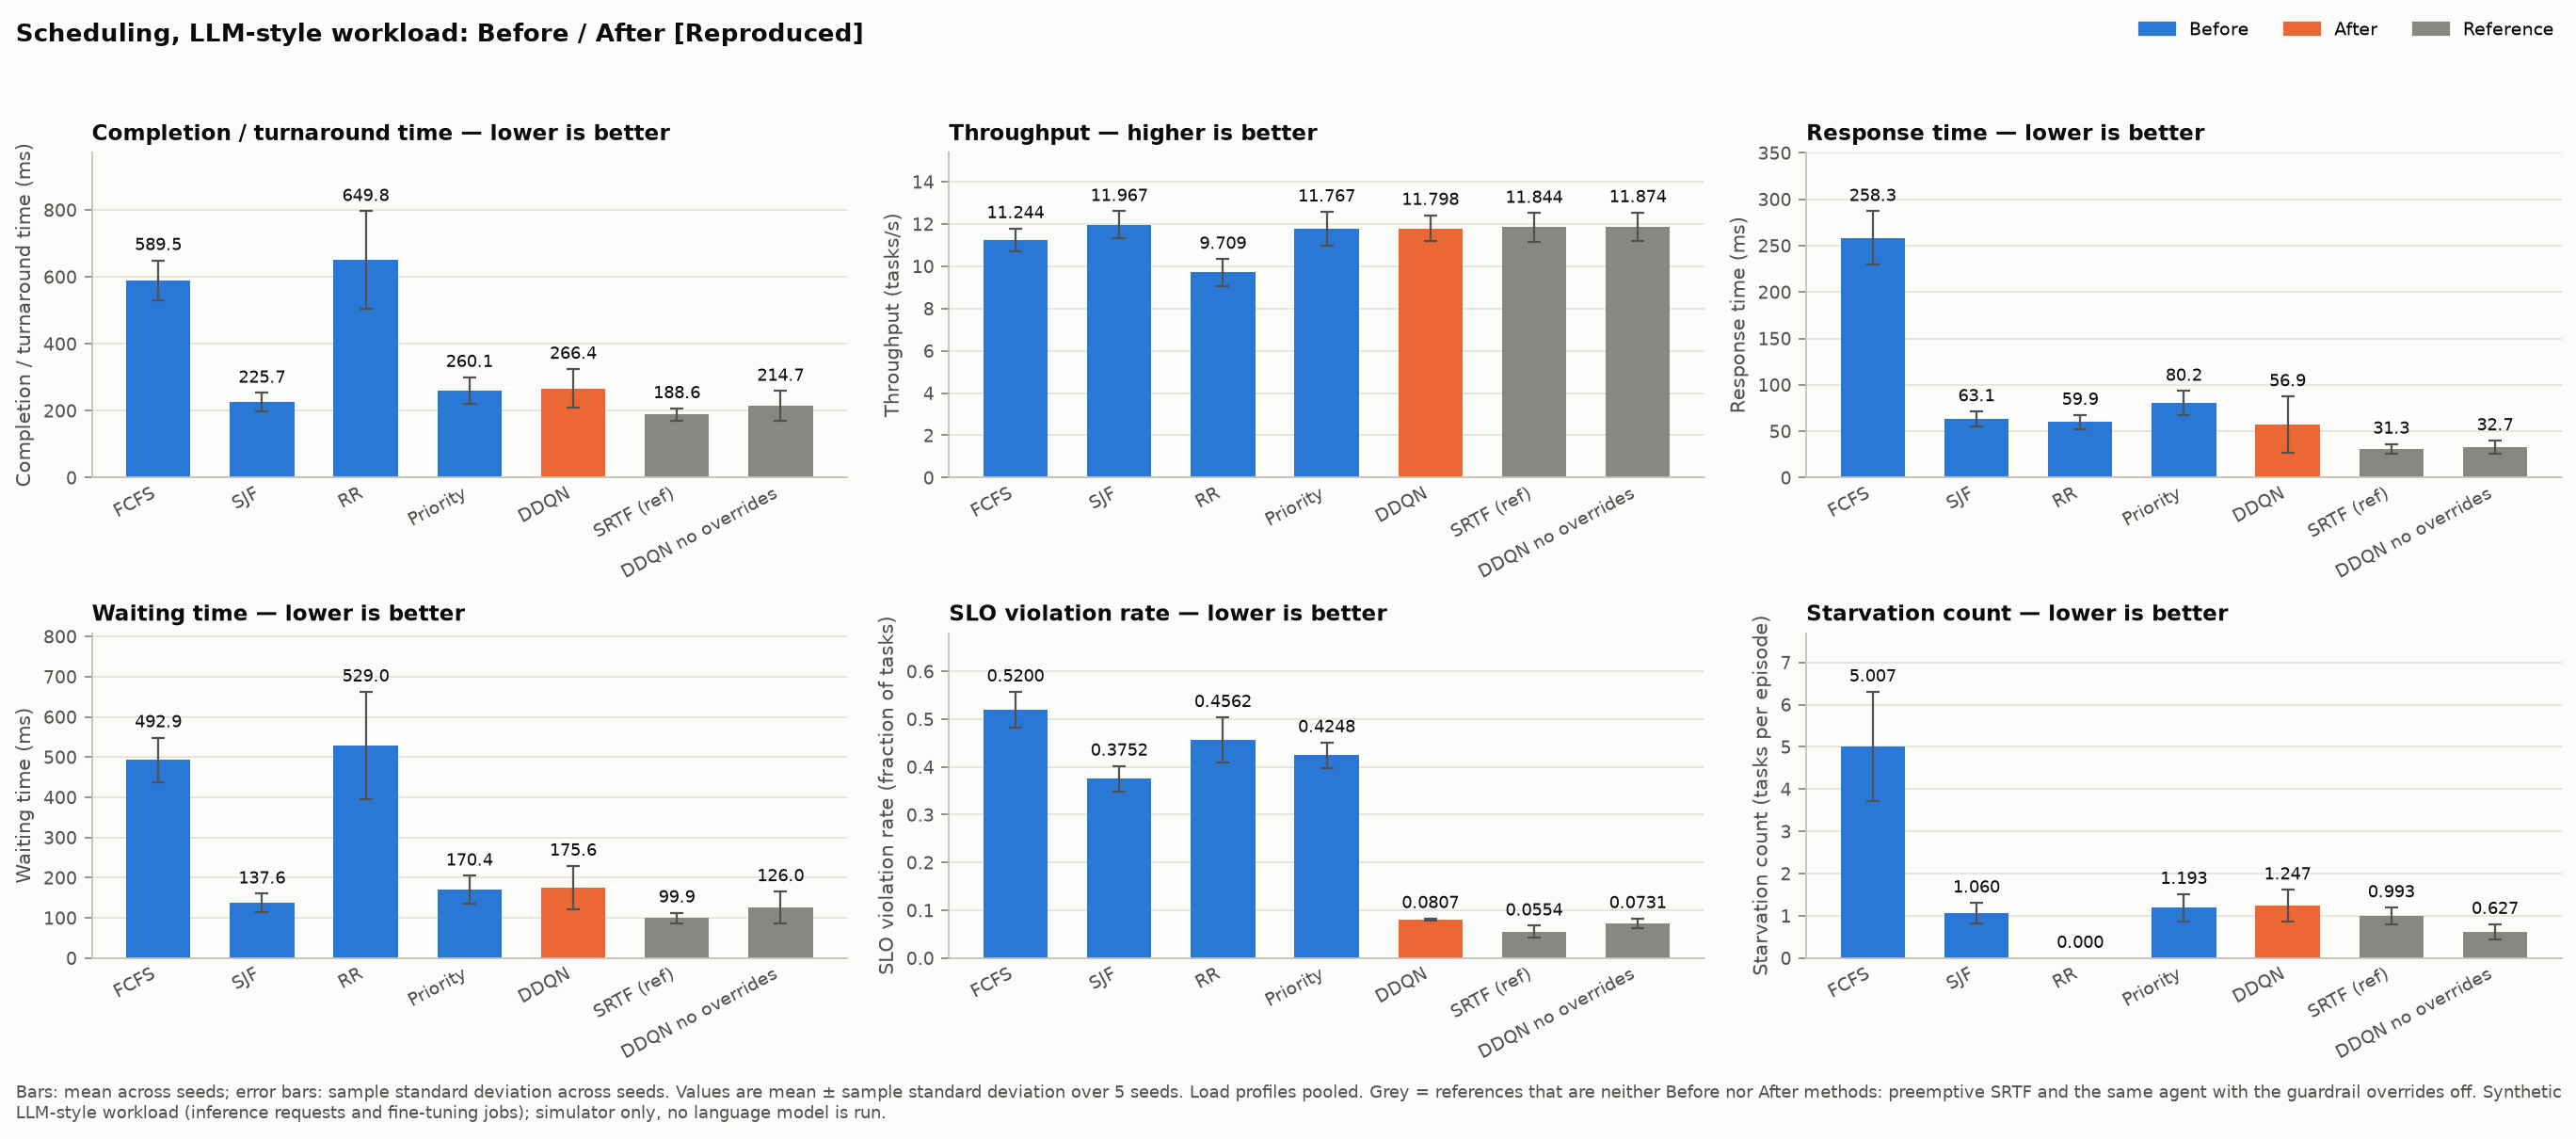 Scheduling, LLM-style workload: Before / After [Reproduced]
Before
After
Reference
Completion / turnaround time — lower is better
Completion / turnaround time (ms)
800
600
400
200
0
589.5
225.7
649.8
260.1
266.4
188.6
214.7
FCFS
SJF
RR
Priority
DDQN
SRTF (ref)
DDQN no overrides
Throughput — higher is better
Throughput (tasks/s)
14
12
10
8
6
4
2
0
11.244
11.967
9.709
11.767
11.798
11.844
11.874
FCFS
SJF
RR
Priority
DDQN
SRTF (ref)
DDQN no overrides
Response time — lower is better
Response time (ms)
350
300
250
200
150
100
50
0
258.3
63.1
59.9
80.2
56.9
31.3
32.7
FCFS
SJF
RR
Priority
DDQN
SRTF (ref)
DDQN no overrides
Waiting time — lower is better
Waiting time (ms)
800
700
600
500
400
300
200
100
0
492.9
137.6
529.0
170.4
175.6
99.9
126.0
FCFS
SJF
RR
Priority
DDQN
SRTF (ref)
DDQN no overrides
SLO violation rate — lower is better
SLO violation rate (fraction of tasks)
0.6
0.5
0.4
0.3
0.2
0.1
0.0
0.5200
0.3752
0.4562
0.4248
0.0807
0.0554
0.0731
FCFS
SJF
RR
Priority
DDQN
SRTF (ref)
DDQN no overrides
Starvation count — lower is better
Starvation count (tasks per episode)
7
6
5
4
3
2
1
0
5.007
1.060
0.000
1.193
1.247
0.993
0.627
FCFS
SJF
RR
Priority
DDQN
SRTF (ref)
DDQN no overrides
Bars: mean across seeds; error bars: sample standard deviation across seeds. Values are mean ± sample standard deviation over 5 seeds. Load profiles pooled. Grey = references that are neither Before nor After methods: preemptive SRTF and the same agent with the guardrail overrides off. Synthetic
LLM-style workload (inference requests and fine-tuning jobs); simulator only, no language model is run.